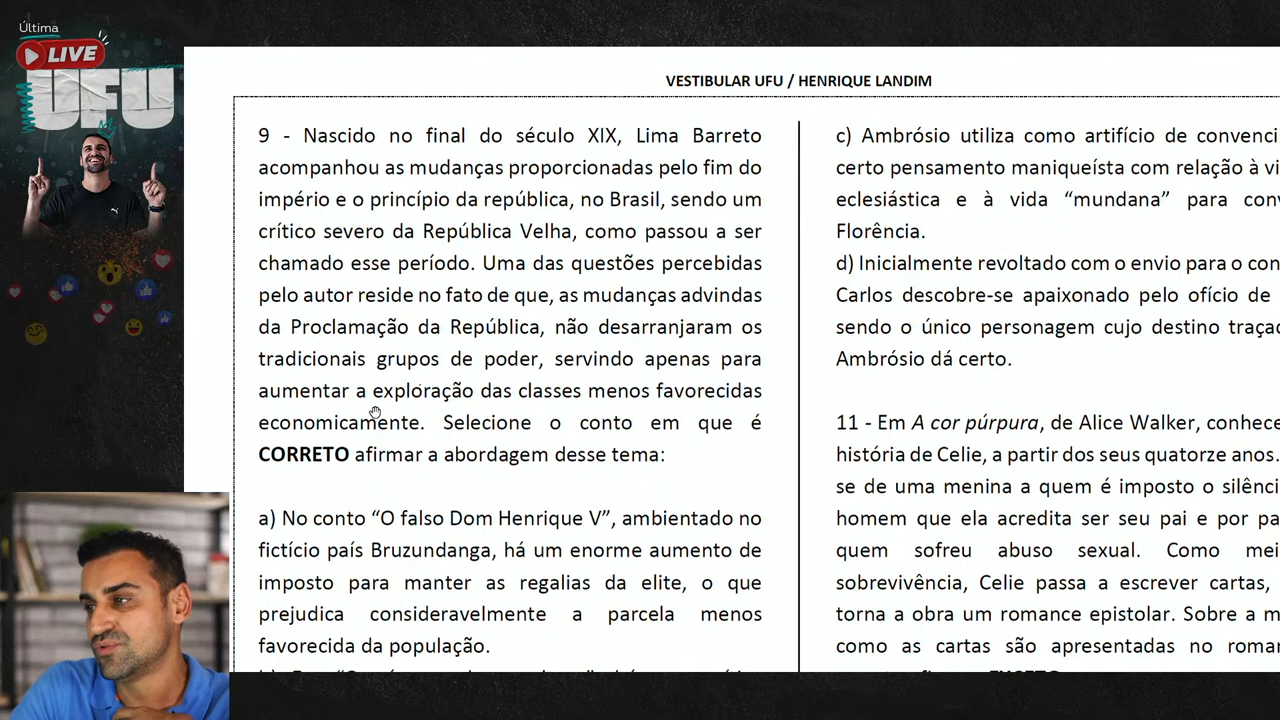 Última
LIVE
UFU
VESTIBULAR UFU / HENRIQUE LANDIM
9 - Nascido no final do século XIX, Lima Barreto
acompanhou as mudanças proporcionadas pelo fim do
império e o princípio da república, no Brasil, sendo um
crítico severo da República Velha, como passou a ser
chamado esse período. Uma das questões percebidas
pelo autor reside no fato de que, as mudanças advindas
da Proclamação da República, não desarranjaram os
tradicionais grupos de poder, servindo apenas para
aumentar a exploração das classes menos favorecidas
economicamente. Selecione o conto em que é
CORRETO afirmar a abordagem desse tema:
a) No conto “O falso Dom Henrique V”, ambientado no
fictício país Bruzundanga, há um enorme aumento de
imposto para manter as regalias da elite, o que
prejudica consideravelmente a parcela menos
favorecida da população.
c) Ambrósio utiliza como artifício de convenci
certo pensamento maniqueísta com relação à vi
eclesiástica e à vida “mundana” para conv
Florência.
d) Inicialmente revoltado com o envio para o con
Carlos descobre-se apaixonado pelo ofício de
sendo o único personagem cujo destino traça
Ambrósio dá certo.
11 - Em A cor púrpura, de Alice Walker, conhece
história de Celie, a partir dos seus quatorze anos.
se de uma menina a quem é imposto o silênci
homem que ela acredita ser seu pai e por pa
quem sofreu abuso sexual. Como mei
sobrevivência, Celie passa a escrever cartas,
torna a obra um romance epistolar. Sobre a m
como as cartas são apresentadas no roman